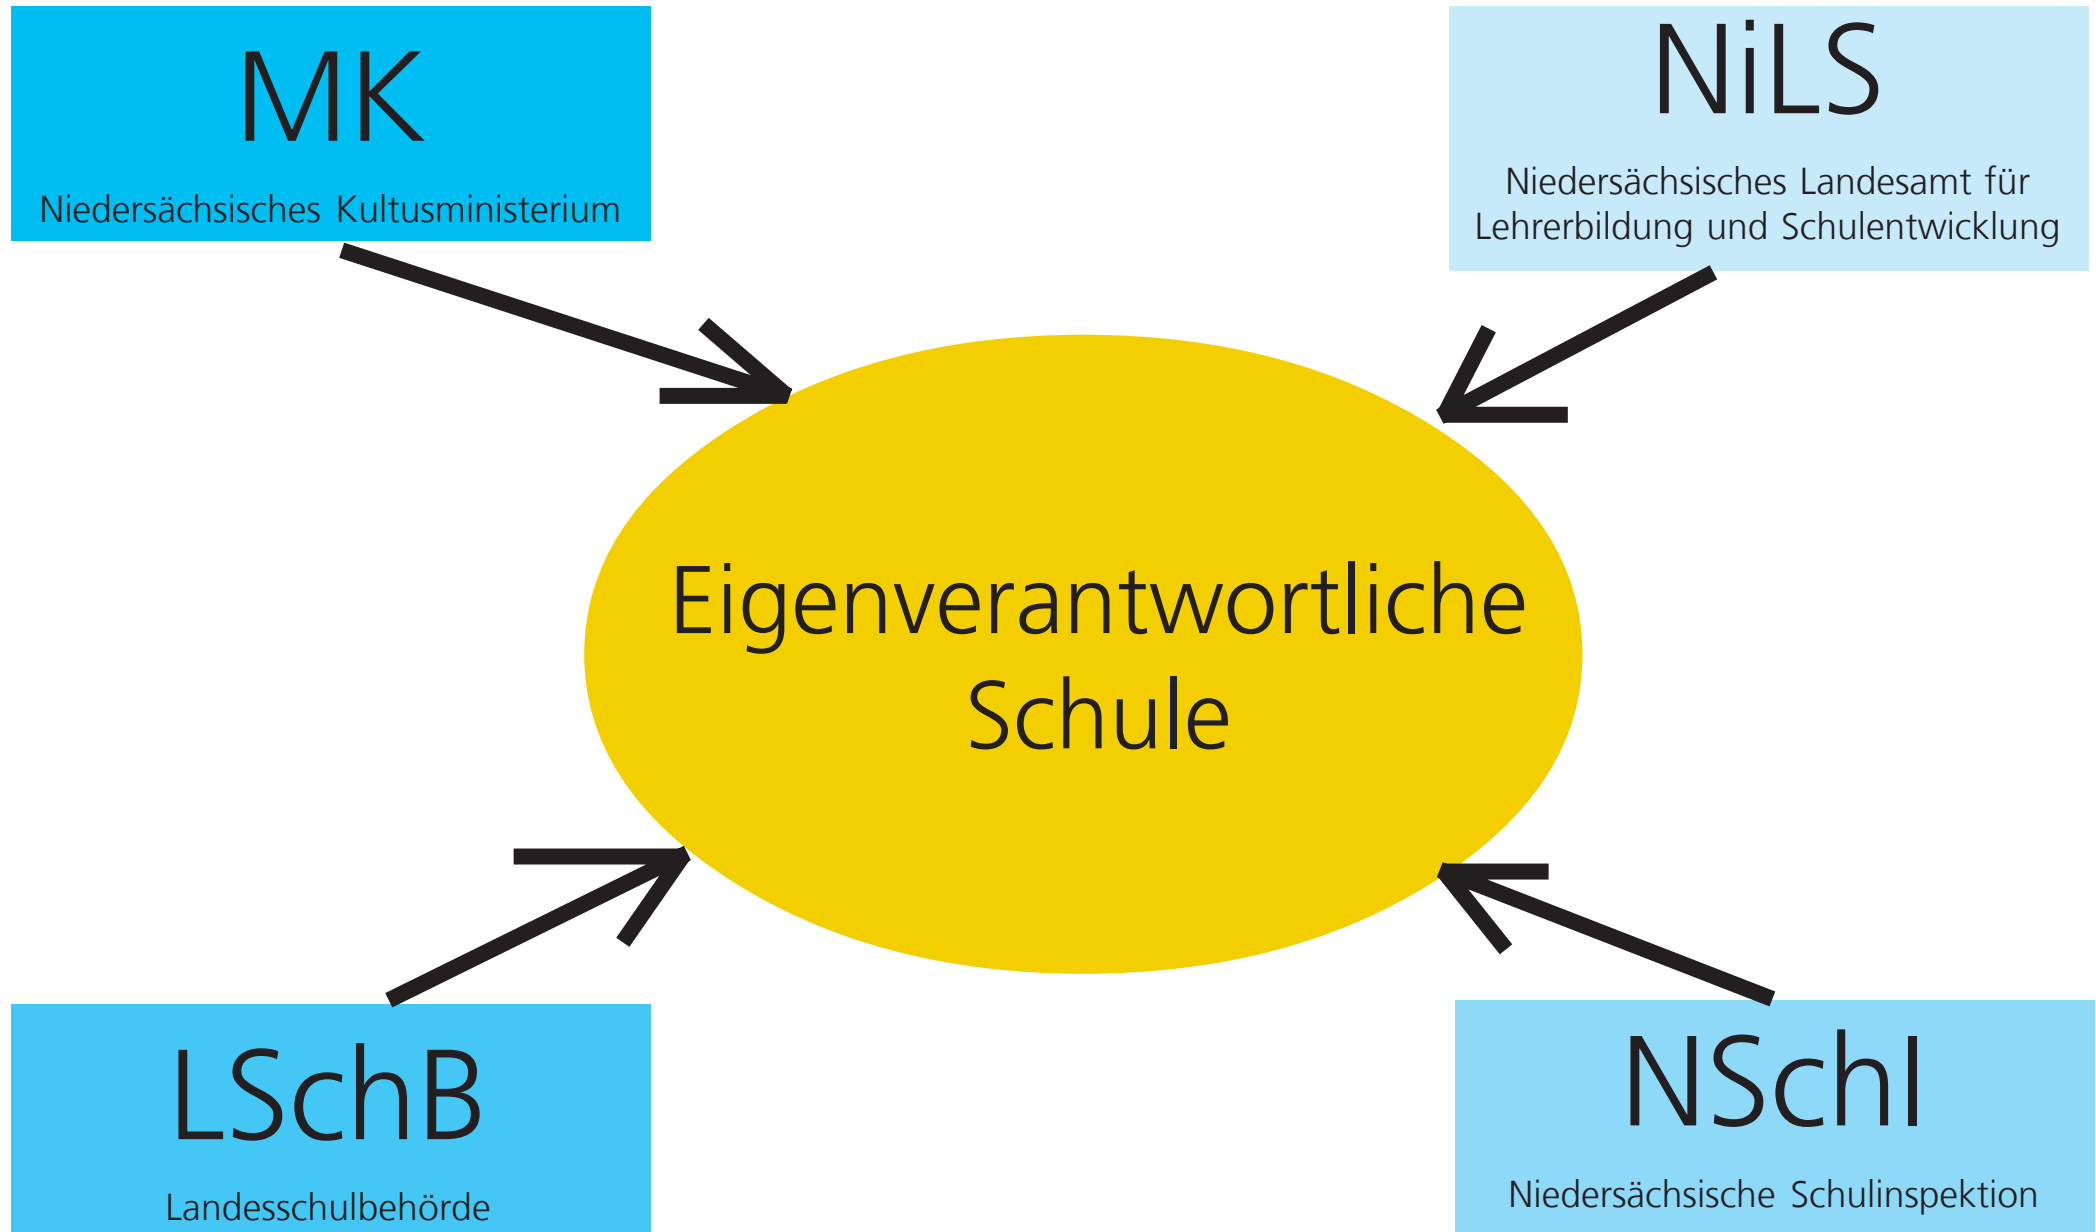 MK
Niedersächsisches Kultusministerium
NiLS
Niedersächsisches Landesamt für
Lehrerbildung und Schulentwicklung
Eigenverantwortliche
Schule
LSchB
Landesschulbehörde
NSchI
Niedersächsische Schulinspektion